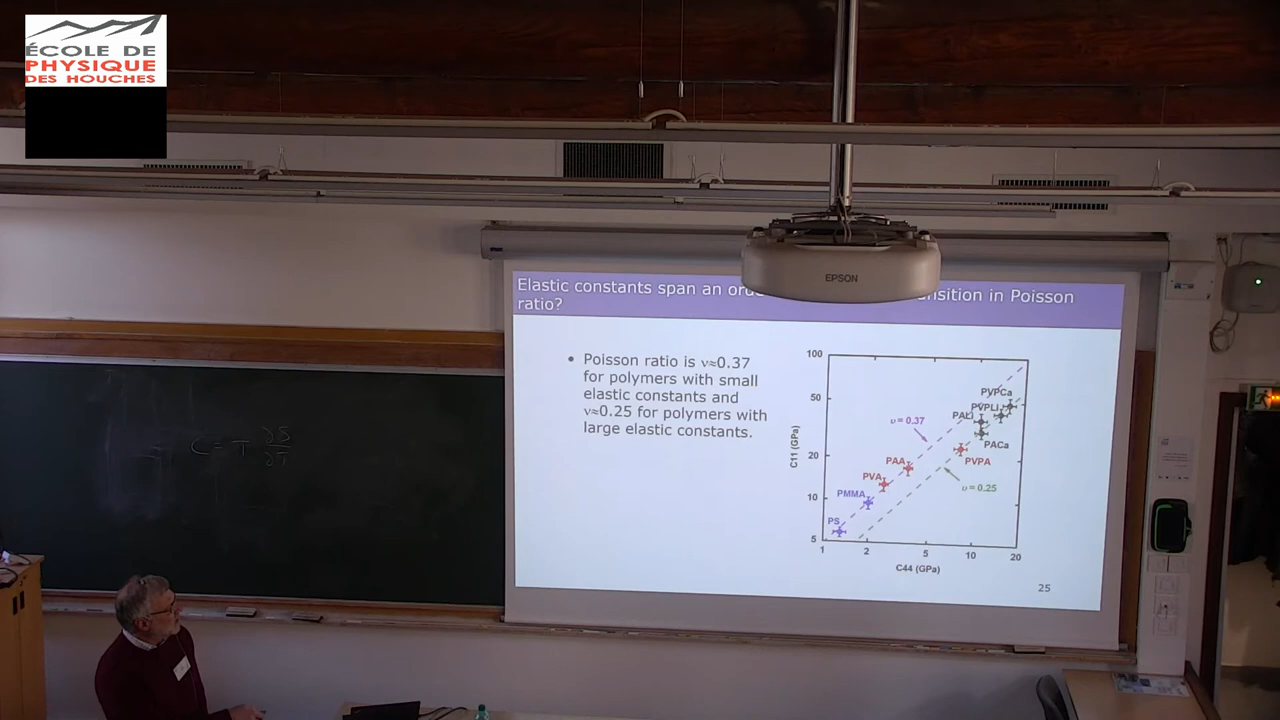 ÉCOLE DE
PHYSIQUE
DES HOUCHES
EPSON
Elastic constants span an
nsition in Poisson
ratio?
• Poisson ratio is ν≈0.37
for polymers with small
elastic constants and
ν≈0.25 for polymers with
large elastic constants.
100
50
20
10
5
C11 (GPa)
PVPCa
PVPLi
PALi
PACa
υ = 0.37
PAA
PVPA
PVA
υ = 0.25
PMMA
PS
1
2
5
10
20
C44 (GPa)
25
C = T ∂S
∂T